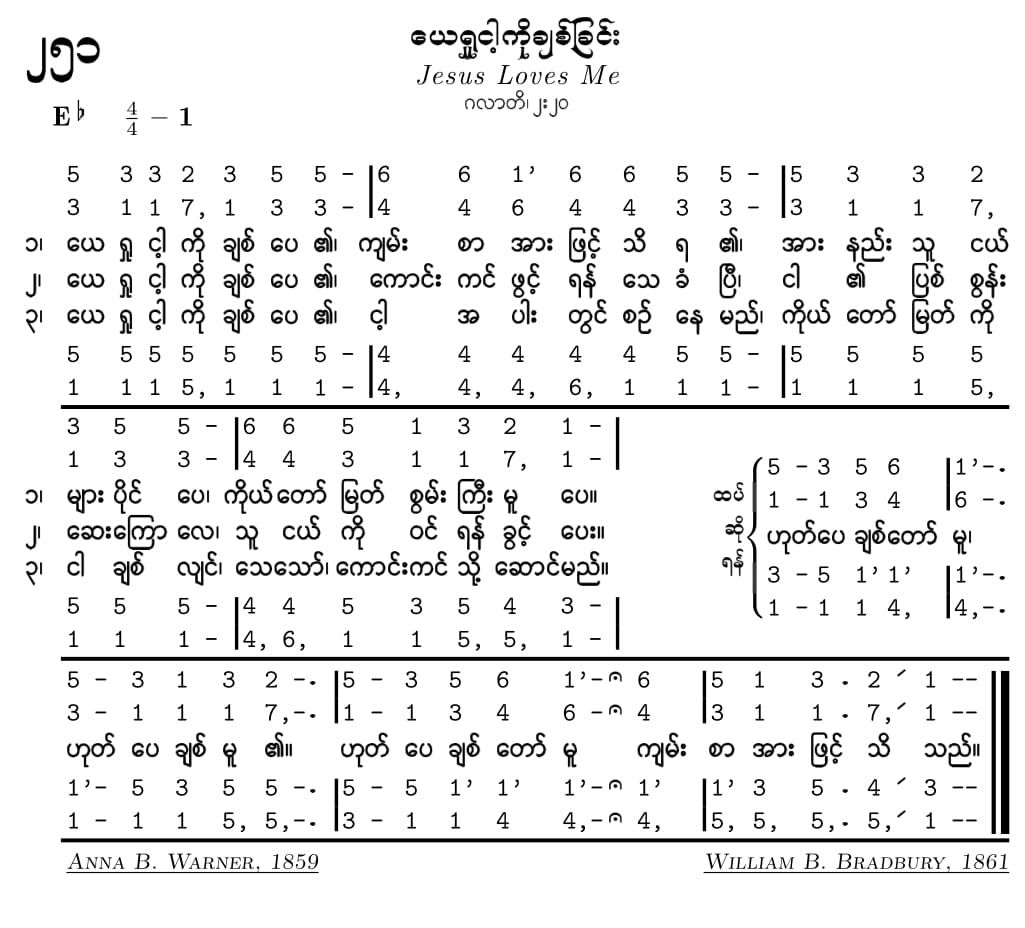 ၂၅၁
ယေရှုငါ့ကိုချစ်ခြင်း
Jesus Loves Me
ဂလာတိ၊ ၂း၂၀
E♭ 4/4 – 1
5 3 3 2 3 5 5 – |6 6 1’ 6 6 5 5 – |5 3 3 2
3 1 1 7, 1 3 3 – |4 4 6 4 4 3 3 – |3 1 1 7,
၁၊ ယေ ရှု ငါ့ ကို ချစ် ပေ ၏၊ ကျမ်း စာ အား ဖြင့် သိ ရ ၏၊ အား နည်း သူ ငယ်
၂၊ ယေ ရှု ငါ့ ကို ချစ် ပေ ၏၊ ကောင်း ကင် ဖွင့် ရန် သေ ခံ ပြီ၊ ငါ ၏ ပြစ် စွန်း
၃၊ ယေ ရှု ငါ့ ကို ချစ် ပေ ၏၊ ငါ့ အ ပါး တွင် စဉ် နေ မည်၊ ကိုယ် တော် မြတ် ကို
5 5 5 5 5 5 5 – |4 4 4 4 4 5 5 – |5 5 5 5
1 1 1 5, 1 1 1 – |4, 4, 4, 6, 1 1 1 – |1 1 1 5,
3 5 5 – |6 6 5 1 3 2 1 – |
1 3 3 – |4 4 3 1 1 7, 1 – |
၁၊ များ ပိုင် ပေ၊ ကိုယ် တော် မြတ် စွမ်း ကြီး မူ ပေ။
၂၊ ဆေးကြော လေ၊ သူ ငယ် ကို ဝင် ရန် ခွင့် ပေး။
၃၊ ငါ ချစ် လျင်၊ သေသော်၊ ကောင်းကင် သို့ ဆောင်မည်။
5 5 5 – |4 4 5 3 5 4 3 – |
1 1 1 – |4, 6, 1 1 5, 5, 1 – |
ထပ်
ဆို
ရန်
5 – 3 5 6 |1’–.
1 – 1 3 4 |6 –.
ဟုတ်ပေ ချစ်တော် မူ၊
3 – 5 1’ 1’ |1’–.
1 – 1 1 4, |4,–.
5 – 3 1 3 2 –. |5 – 3 5 6 1’–𝄐 6 |5 1 3 . 2 ′ 1 ––
3 – 1 1 1 7,–. |1 – 1 3 4 6 –𝄐 4 |3 1 1 . 7,′ 1 ––
ဟုတ် ပေ ချစ် မူ ၏။ ဟုတ် ပေ ချစ် တော် မူ ကျမ်း စာ အား ဖြင့် သိ သည်။
1’– 5 3 5 5 –. |5 – 5 1’ 1’ 1’–𝄐 1’ |1’ 3 5 . 4 ′ 3 ––
1 – 1 1 5, 5,–. |3 – 1 1 4 4,–𝄐 4, |5, 5, 5,. 5,′ 1 ––
Anna B. Warner, 1859
William B. Bradbury, 1861